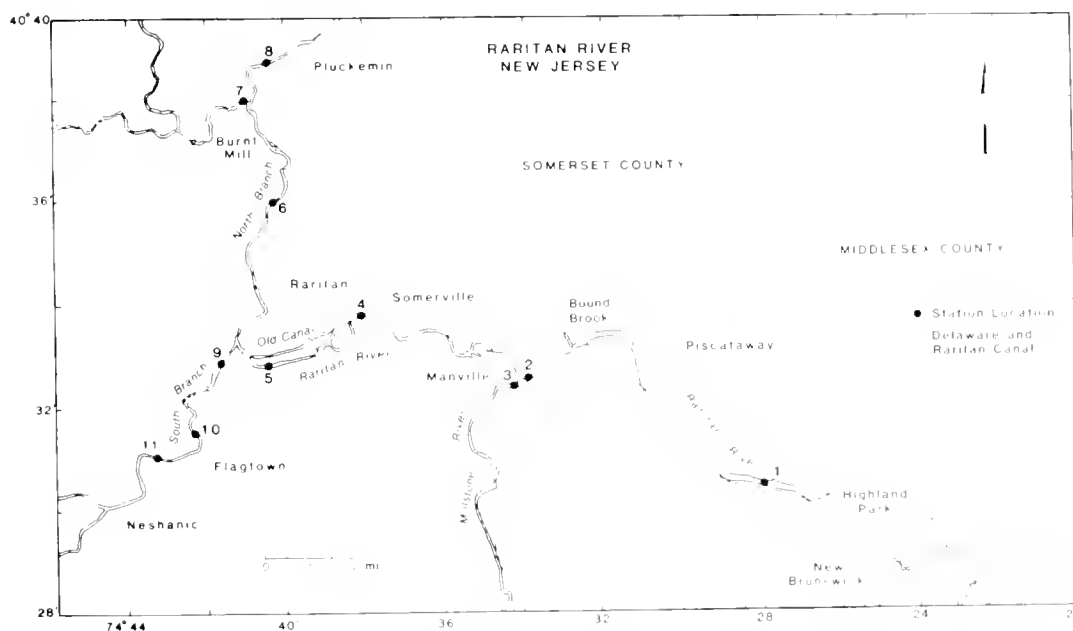 40° 40
RARITAN RIVER
NEW JERSEY
8
Pluckemin
7
Burnt
Mill
SOMERSET COUNTY
North Branch
6
36
MIDDLESEX COUNTY
Raritan
4
Somerville
Bound
Brook
Station Location
Delaware and
Raritan Canal
Old Canal
Raritan River
Piscataway
9
5
Manville
3
2
South Branch
32
10
11
Flagtown
Millstone River
1
Highland
Park
Neshanic
0
mi
New
28'
74° 44
40'
36
32
28
24